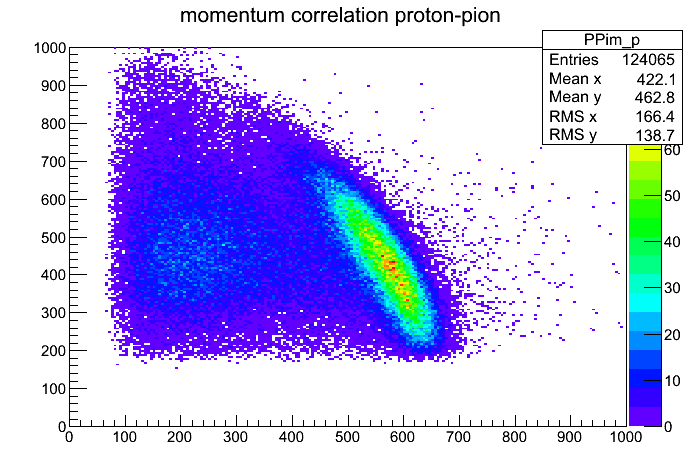 momentum correlation proton-pion
PPim_p
Entries 124065
Mean x 422.1
Mean y 462.8
RMS x 166.4
RMS y 138.7
1000
900
800
700
600
500
400
300
200
100
0
0 100 200 300 400 500 600 700 800 900 1000
60
50
40
30
20
10
0